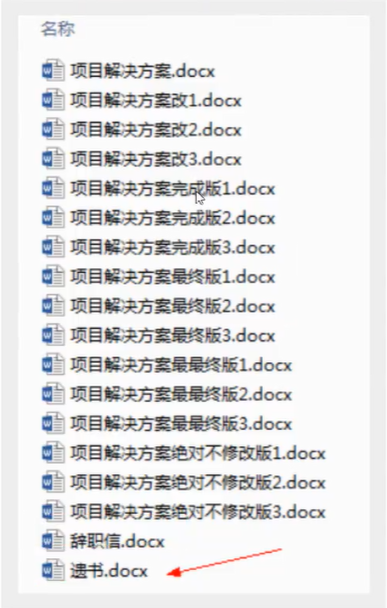 名称
项目解决方案.docx
项目解决方案改1.docx
项目解决方案改2.docx
项目解决方案改3.docx
项目解决方案完成版1.docx
项目解决方案完成版2.docx
项目解决方案完成版3.docx
项目解决方案最终版1.docx
项目解决方案最终版2.docx
项目解决方案最终版3.docx
项目解决方案最最终版1.docx
项目解决方案最最终版2.docx
项目解决方案最最终版3.docx
项目解决方案绝对不修改版1.docx
项目解决方案绝对不修改版2.docx
项目解决方案绝对不修改版3.docx
辞职信.docx
遗书.docx